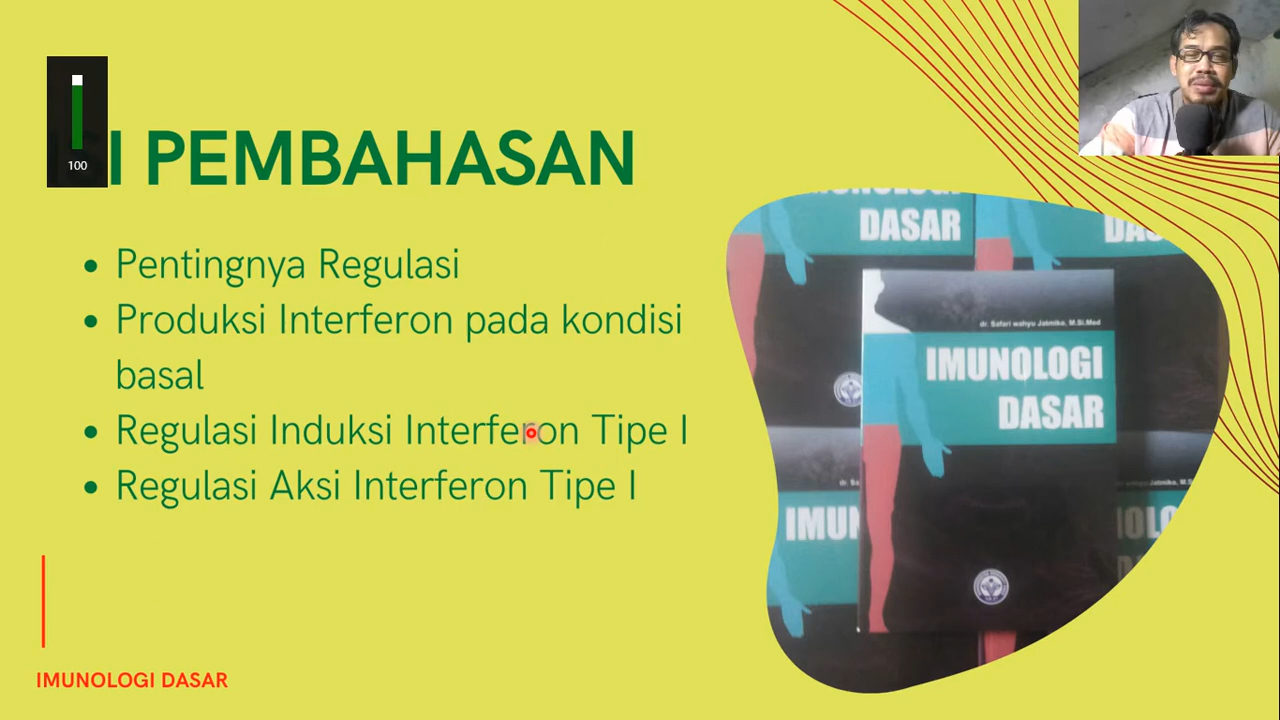 100
I PEMBAHASAN
• Pentingnya Regulasi
• Produksi Interferon pada kondisi
basal
• Regulasi Induksi Interferon Tipe I
• Regulasi Aksi Interferon Tipe I
IMUNOLOGI DASAR
DASAR
dr. Safari wahyu Jatmiko, M.Si.Med
IMUNOLOGI
DASAR